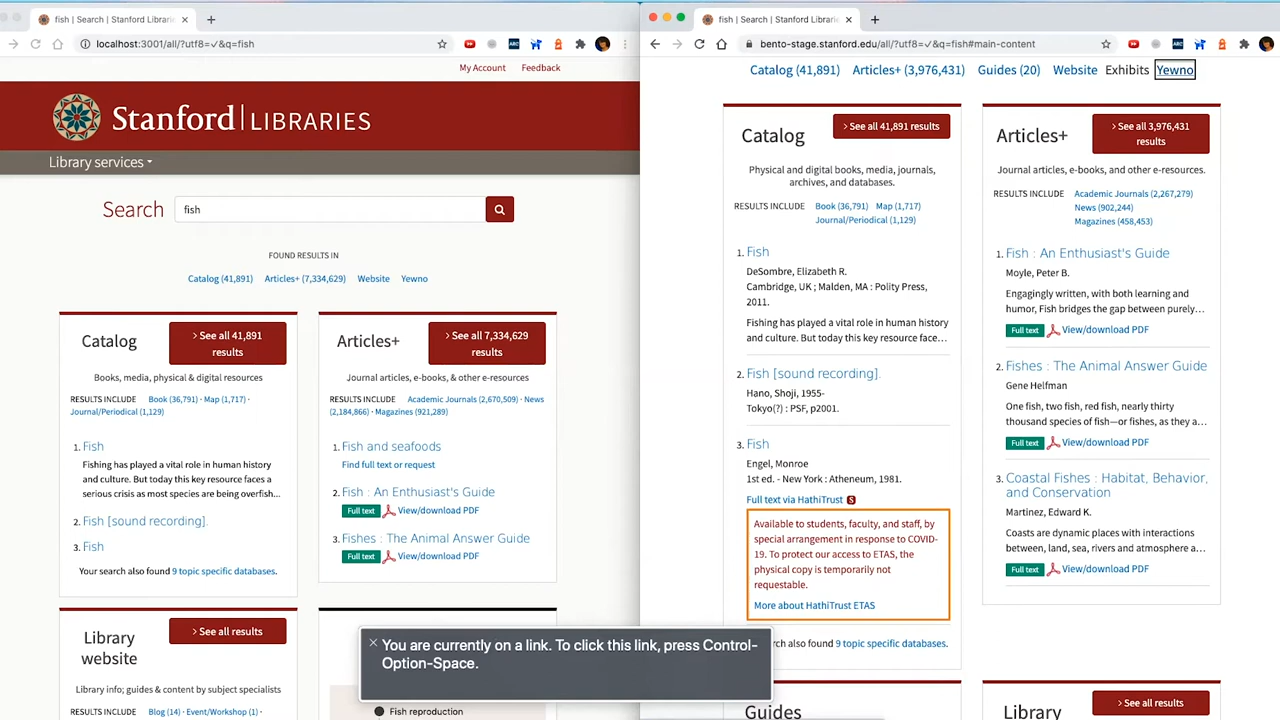 fish | Search | Stanford Librarie
localhost:3001/all/?utf8=✓&q=fish
My Account Feedback
Stanford | LIBRARIES
Library services
Search
fish
FOUND RESULTS IN
Catalog (41,891) Articles+ (7,334,629) Website Yewno
Catalog
> See all 41,891
results
Books, media, physical & digital resources
RESULTS INCLUDE Book (36,791) · Map (1,717) ·
Journal/Periodical (1,129)
1. Fish
Fishing has played a vital role in human history
and culture. But today this key resource faces a
serious crisis as most species are being overfish...
2. Fish [sound recording].
3. Fish
Your search also found 9 topic specific databases.
Articles+
> See all 7,334,629
results
Journal articles, e-books, & other e-resources
RESULTS INCLUDE Academic Journals (2,670,509) · News
(2,184,866) · Magazines (921,289)
1. Fish and seafoods
Find full text or request
2. Fish : An Enthusiast's Guide
Full text View/download PDF
3. Fishes : The Animal Answer Guide
Full text View/download PDF
Library
website
> See all results
Library info; guides & content by subject specialists
RESULTS INCLUDE Blog (14) · Event/Workshop (1) ·
Fish reproduction
fish | Search | Stanford Librarie
bento-stage.stanford.edu/all/?utf8=✓&q=fish#main-content
Catalog (41,891) Articles+ (3,976,431) Guides (20) Website Exhibits Yewno
Catalog
> See all 41,891 results
Physical and digital books, media, journals,
archives, and databases.
RESULTS INCLUDE Book (36,791) Map (1,717)
Journal/Periodical (1,129)
1. Fish
DeSombre, Elizabeth R.
Cambridge, UK ; Malden, MA : Polity Press,
2011.
Fishing has played a vital role in human history
and culture. But today this key resource face...
2. Fish [sound recording].
Hano, Shoji, 1955-
Tokyo(?) : PSF, p2001.
3. Fish
Engel, Monroe
1st ed. - New York : Atheneum, 1981.
Full text via HathiTrust S
Available to students, faculty, and staff, by
special arrangement in response to COVID-
19. To protect our access to ETAS, the
physical copy is temporarily not
requestable.
More about HathiTrust ETAS
rch also found 9 topic specific databases.
Articles+
> See all 3,976,431
results
Journal articles, e-books, and other e-resources.
RESULTS INCLUDE Academic Journals (2,267,279)
News (902,244)
Magazines (458,453)
1. Fish : An Enthusiast's Guide
Moyle, Peter B.
Engagingly written, with both learning and
humor, Fish bridges the gap between purely...
Full text View/download PDF
2. Fishes : The Animal Answer Guide
Gene Helfman
One fish, two fish, red fish, nearly thirty
thousand species of fish—or fishes, as they a...
Full text View/download PDF
3. Coastal Fishes : Habitat, Behavior,
and Conservation
Martinez, Edward K.
Coasts are dynamic places with interactions
between, land, sea, rivers and atmosphere a...
Full text View/download PDF
Guides
Library
> See all results
You are currently on a link. To click this link, press Control-
Option-Space.